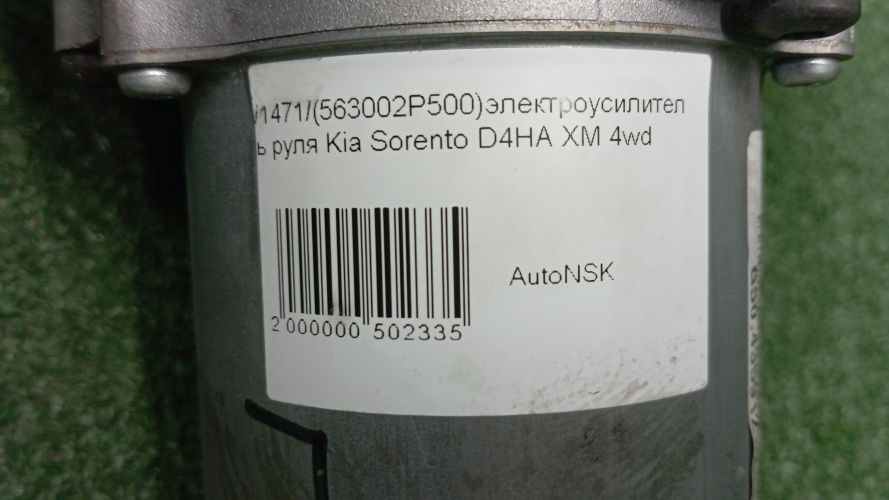 /1471/(563002P500)электроусилител
ь руля Kia Sorento D4HA XM 4wd
AutoNSK
2 000000 502335